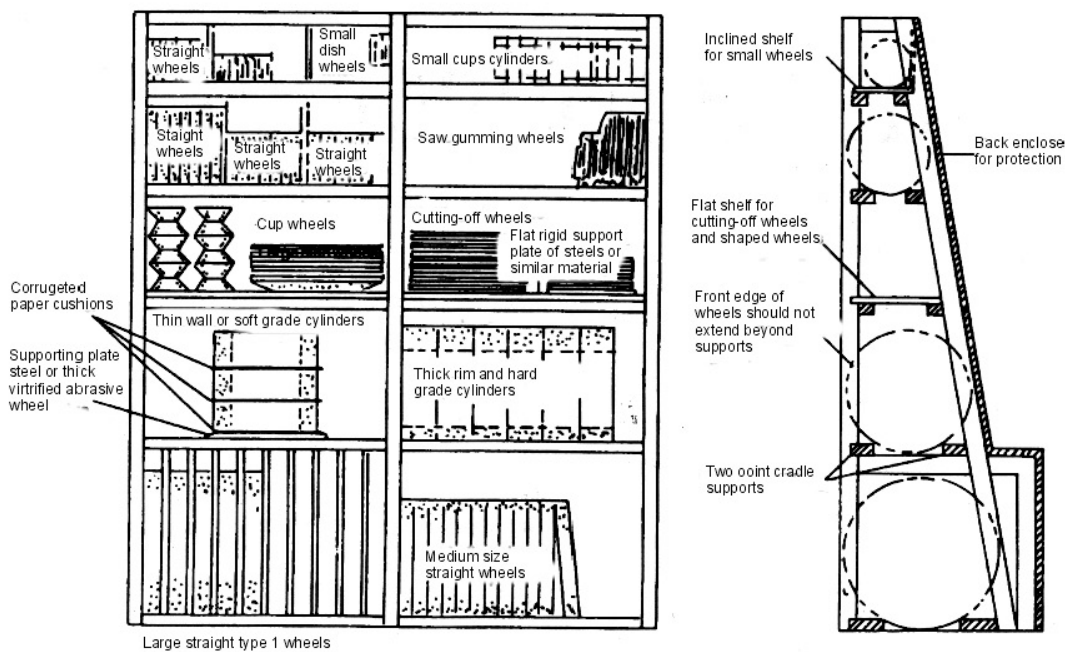 Straight
wheels
Small
dish
wheels
Small cups cylinders
Staight
wheels
Straight
wheels
Straight
wheels
Saw gumming wheels
Cup wheels
Cutting-off wheels
Flat rigid support
plate of steels or
similar material
Corrugeted
paper cushions
Thin wall or soft grade cylinders
Supporting plate
steel or thick
virtrified abrasive
wheel
Thick rim and hard
grade cylinders
Medium size
straight wheels
Large straight type 1 wheels
Inclined shelf
for small wheels
Back enclose
for protection
Flat shelf for
cutting-off wheels
and shaped wheels
Front edge of
wheels should not
extend beyond
supports
Two ooint cradle
supports